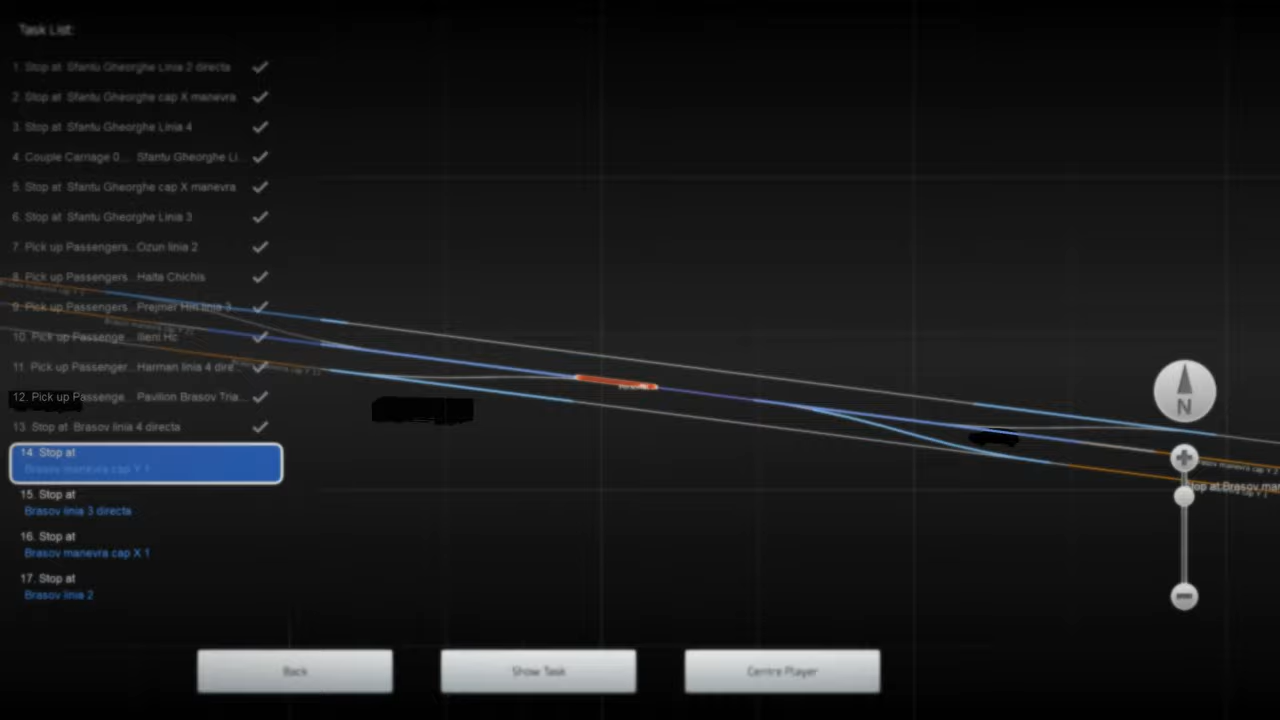 Task List:
1. Stop at Sfantu Gheorghe Linia 2 directa
2. Stop at Sfantu Gheorghe cap X manevra
3. Stop at Sfantu Gheorghe Linia 4
4. Couple Carriage 0... Sfantu Gheorghe Li...
5. Stop at Sfantu Gheorghe cap X manevra
6. Stop at Sfantu Gheorghe Linia 3
7. Pick up Passengers...Ozun linia 2
8. Pick up Passengers...Halta Chichis
9. Pick up Passengers...Prejmer Hm linia 3
10. Pick up Passenge... Ilieni Hc
11. Pick up Passenger...Harman linia 4 dire...
12. Pick up Passenge... Pavilion Brasov Tria...
13. Stop at Brasov linia 4 directa
14. Stop at
Brasov manevra cap Y 1
15. Stop at
Brasov linia 3 directa
16. Stop at
Brasov manevra cap X 1
17. Stop at
Brasov linia 2
N
top at Brasov mar
Back
Show Task
Centre Player